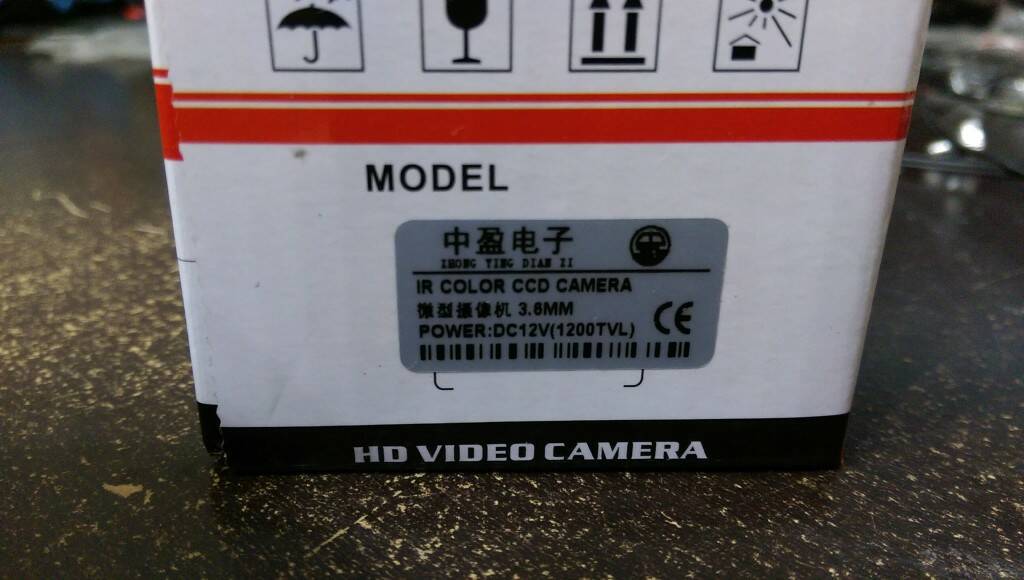 MODEL
中盈电子
ZHONG YING DIAN ZI
IR COLOR CCD CAMERA
微型摄像机 3.6MM
POWER:DC12V(1200TVL)
CE
HD VIDEO CAMERA